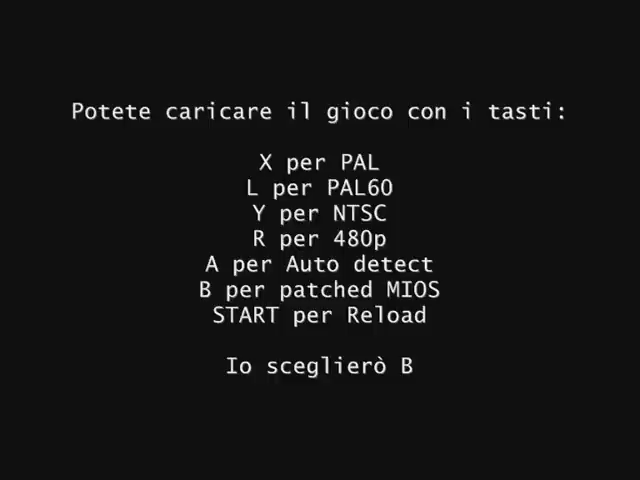 Potete caricare il gioco con i tasti:
X per PAL
L per PAL60
Y per NTSC
R per 480p
A per Auto detect
B per patched MIOS
START per Reload
Io sceglierò B